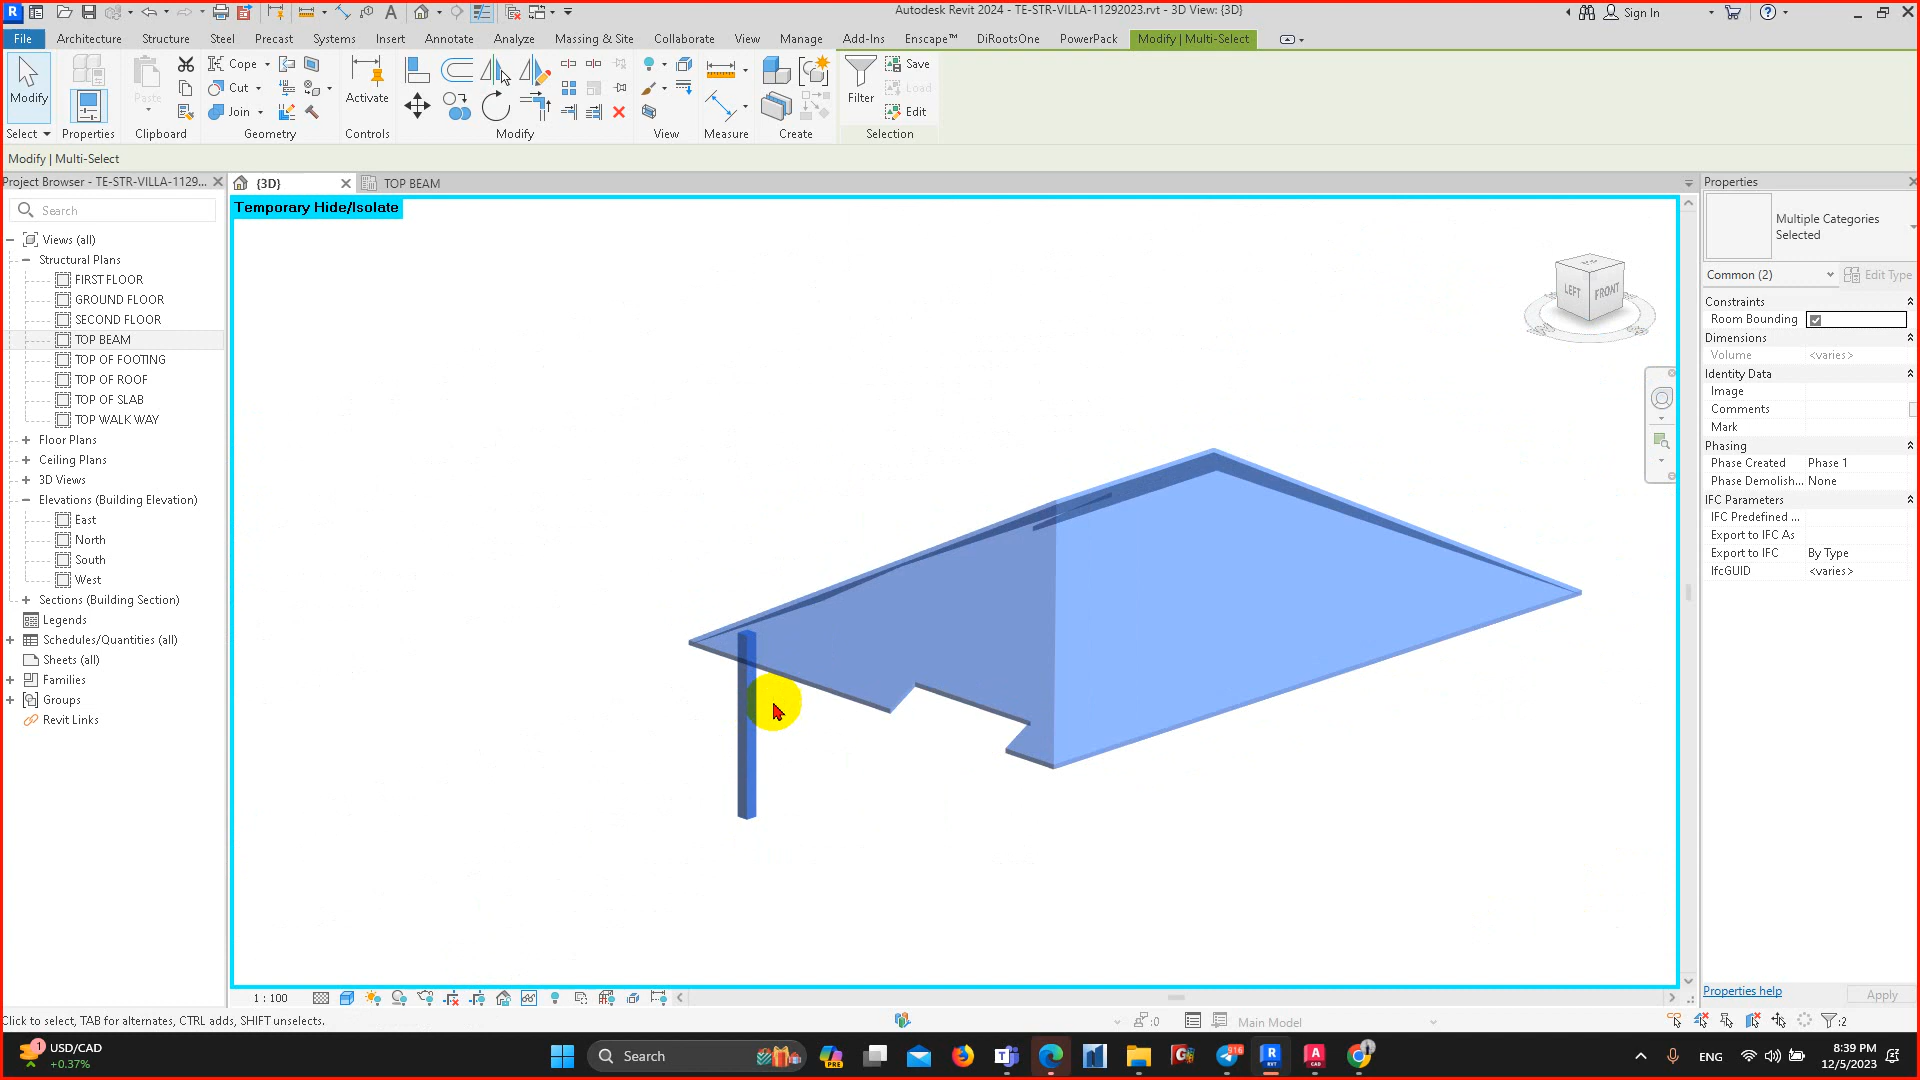 Autodesk Revit 2024 - TE-STR-VILLA-11292023.rvt - 3D View: {3D}
Sign In
File
Architecture
Structure
Steel
Precast
Systems
Insert
Annotate
Analyze
Massing & Site
Collaborate
View
Manage
Add-Ins
Enscape™
DiRootsOne
PowerPack
Modify | Multi-Select
Modify
Select
Properties
Paste
Clipboard
Cope
Cut
Join
Geometry
Activate
Controls
Modify
View
Measure
Create
Filter
Save
Load
Edit
Selection
Modify | Multi-Select
Project Browser - TE-STR-VILLA-1129...
Search
Views (all)
Structural Plans
FIRST FLOOR
GROUND FLOOR
SECOND FLOOR
TOP BEAM
TOP OF FOOTING
TOP OF ROOF
TOP OF SLAB
TOP WALK WAY
Floor Plans
Ceiling Plans
3D Views
Elevations (Building Elevation)
East
North
South
West
Sections (Building Section)
Legends
Schedules/Quantities (all)
Sheets (all)
Families
Groups
Revit Links
{3D}
TOP BEAM
Temporary Hide/Isolate
LEFT
FRONT
Properties
Multiple Categories
Selected
Common (2)
Edit Type
Constraints
Room Bounding
Dimensions
Volume <varies>
Identity Data
Image
Comments
Mark
Phasing
Phase Created Phase 1
Phase Demolish... None
IFC Parameters
IFC Predefined ...
Export to IFC As
Export to IFC By Type
IfcGUID <varies>
Properties help
Apply
1 : 100
Click to select, TAB for alternates, CTRL adds, SHIFT unselects.
:0
Main Model
:2
1
USD/CAD
+0.37%
Search
PRE
ENG
8:39 PM
12/5/2023